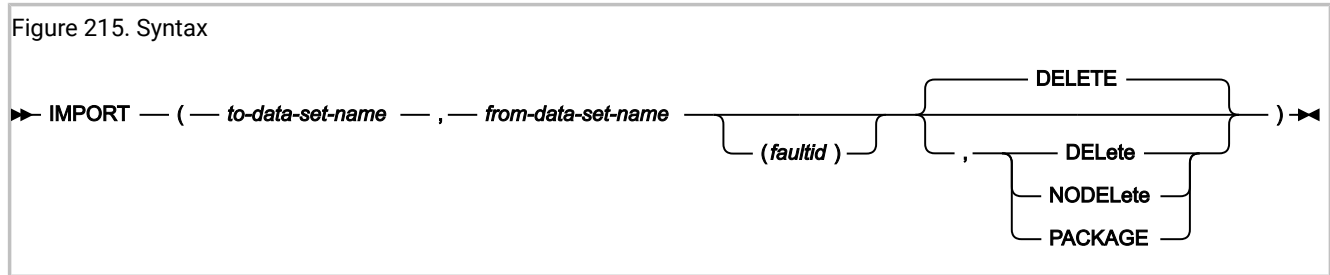 Figure 215. Syntax
DELETE
IMPORT ( to-data-set-name , from-data-set-name )
(faultid ) , DELete
NODELete
PACKAGE